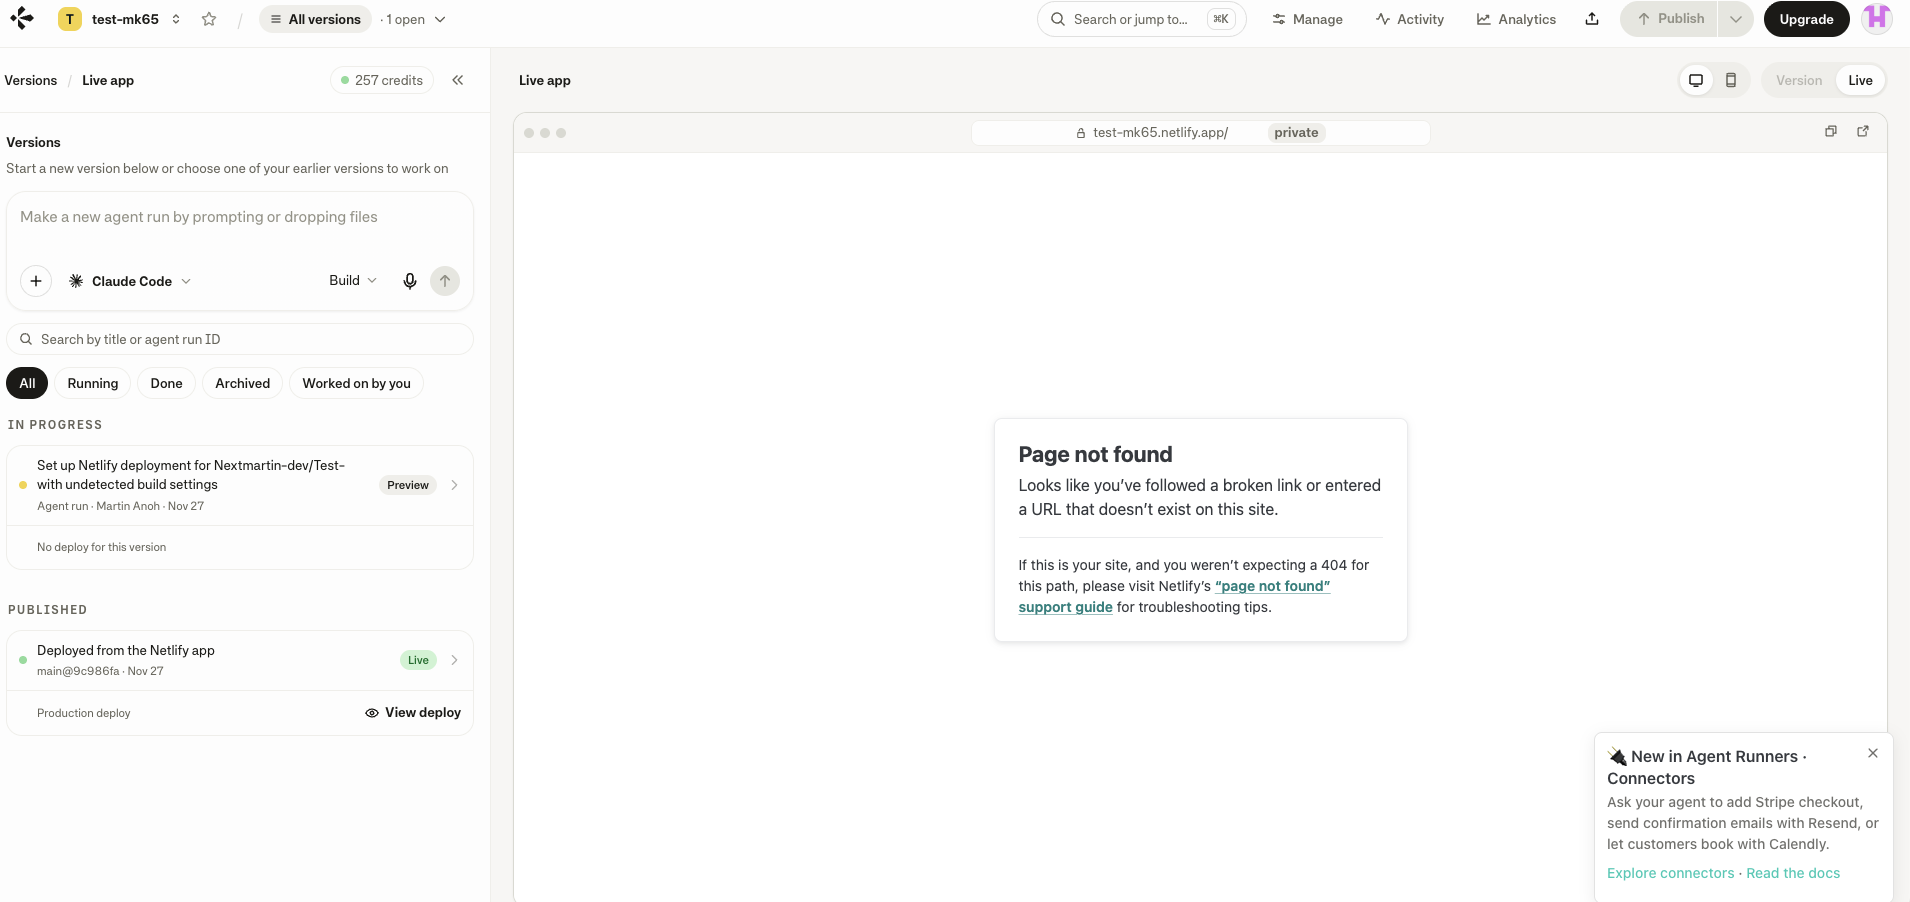 T test-mk65 / All versions · 1 open
Search or jump to... ⌘K Manage Activity Analytics Publish Upgrade
Versions / Live app 257 credits
Live app Version Live
test-mk65.netlify.app/ private
Versions
Start a new version below or choose one of your earlier versions to work on
Make a new agent run by prompting or dropping files
Claude Code Build
Search by title or agent run ID
All Running Done Archived Worked on by you
IN PROGRESS
Set up Netlify deployment for Nextmartin-dev/Test-
with undetected build settings
Preview
Agent run · Martin Anoh · Nov 27
No deploy for this version
PUBLISHED
Deployed from the Netlify app
Live
main@9c986fa · Nov 27
Production deploy View deploy
Page not found
Looks like you’ve followed a broken link or entered
a URL that doesn’t exist on this site.
If this is your site, and you weren’t expecting a 404 for
this path, please visit Netlify’s “page not found”
support guide for troubleshooting tips.
New in Agent Runners ·
Connectors
Ask your agent to add Stripe checkout,
send confirmation emails with Resend, or
let customers book with Calendly.
Explore connectors · Read the docs